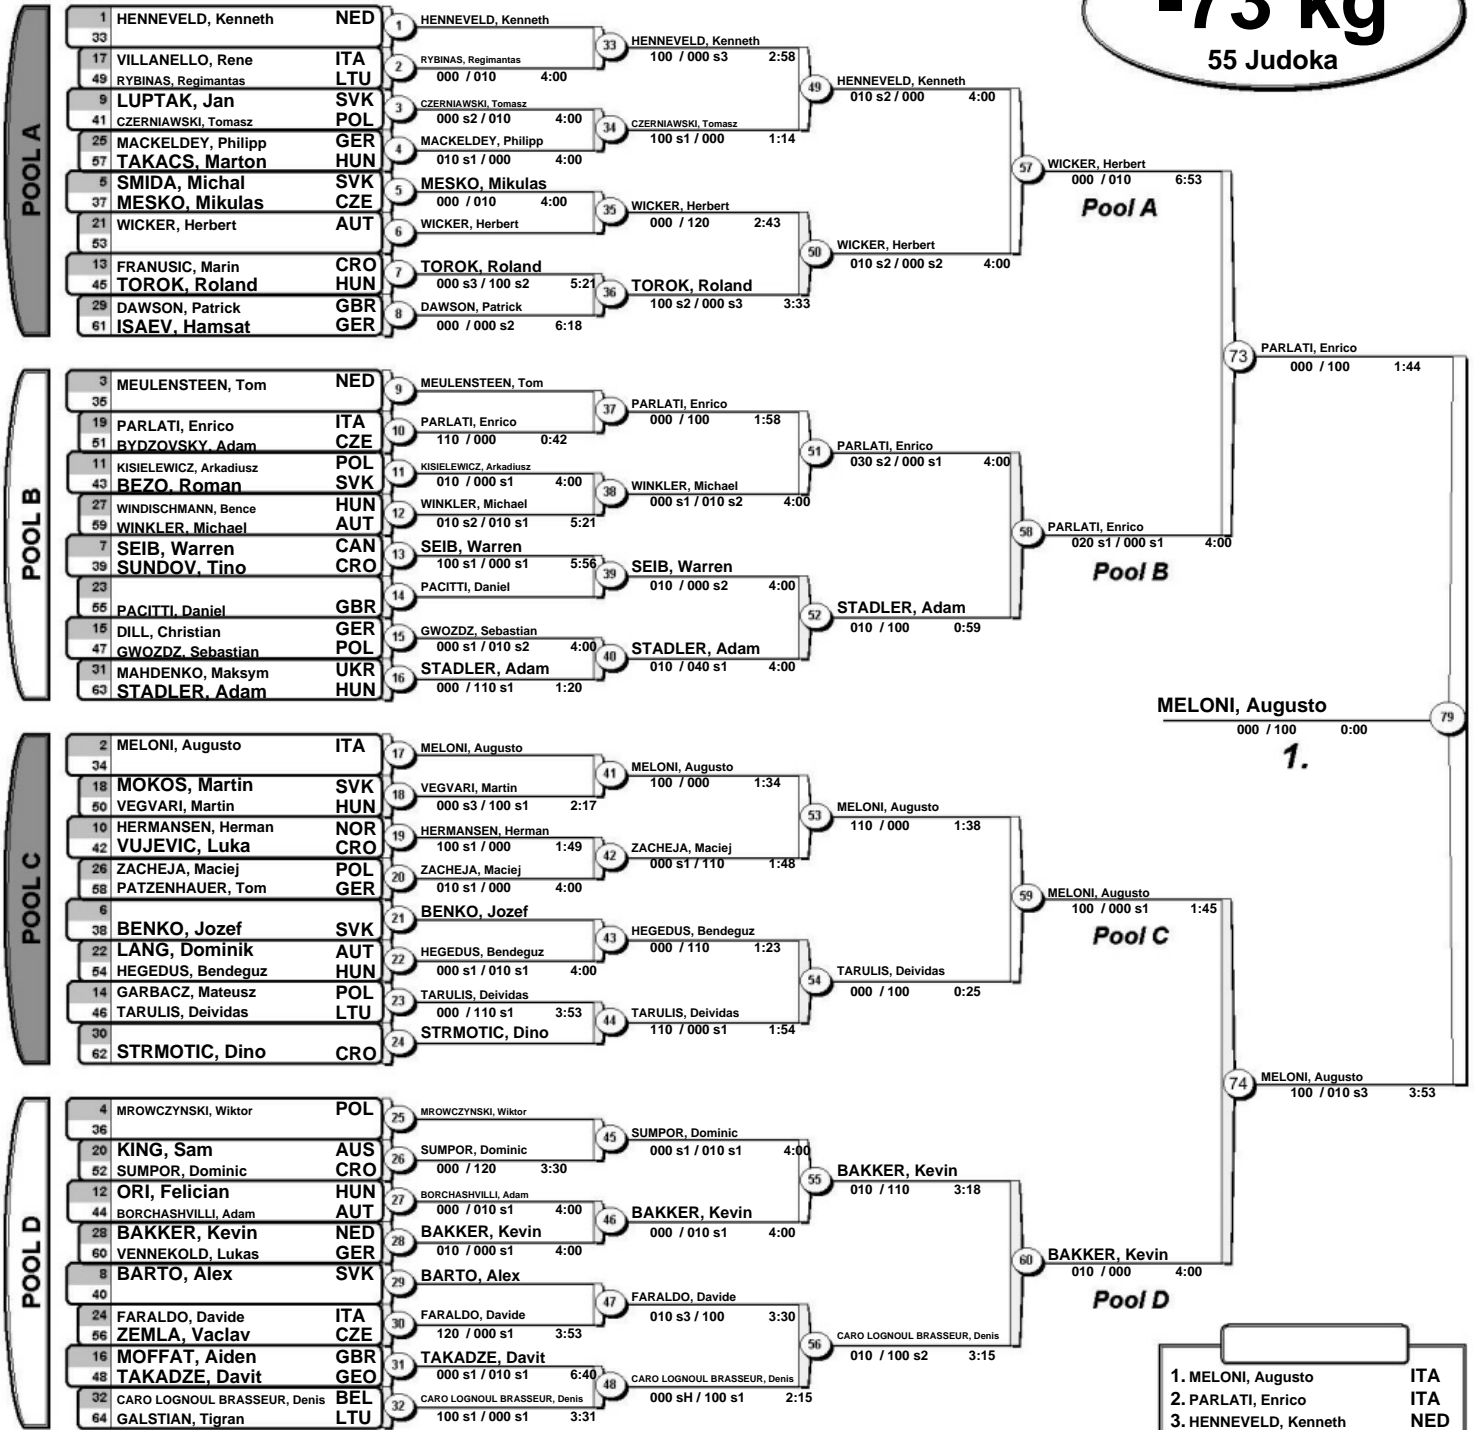 -73 kg
55 Judoka
POOL A
1 HENNEVELD, Kenneth NED
33
17 VILLANELLO, Rene ITA
49 RYBINAS, Regimantas LTU
9 LUPTAK, Jan SVK
41 CZERNIAWSKI, Tomasz POL
25 MACKELDEY, Philipp GER
57 TAKACS, Marton HUN
5 SMIDA, Michal SVK
37 MESKO, Mikulas CZE
21 WICKER, Herbert AUT
53
13 FRANUSIC, Marin CRO
45 TOROK, Roland HUN
29 DAWSON, Patrick GBR
61 ISAEV, Hamsat GER
1 HENNEVELD, Kenneth
2 RYBINAS, Regimantas
000 / 010 4:00
3 CZERNIAWSKI, Tomasz
000 s2 / 010 4:00
4 MACKELDEY, Philipp
010 s1 / 000 4:00
5 MESKO, Mikulas
000 / 010 4:00
6 WICKER, Herbert
7 TOROK, Roland
000 s3 / 100 s2 5:21
8 DAWSON, Patrick
000 / 000 s2 6:18
33 HENNEVELD, Kenneth
100 / 000 s3 2:58
34 CZERNIAWSKI, Tomasz
100 s1 / 000 1:14
35 WICKER, Herbert
000 / 120 2:43
36 TOROK, Roland
100 s2 / 000 s3 3:33
49 HENNEVELD, Kenneth
010 s2 / 000 4:00
50 WICKER, Herbert
010 s2 / 000 s2 4:00
57 WICKER, Herbert
000 / 010 6:53
Pool A
POOL B
3 MEULENSTEEN, Tom NED
35
19 PARLATI, Enrico ITA
51 BYDZOVSKY, Adam CZE
11 KISIELEWICZ, Arkadiusz POL
43 BEZO, Roman SVK
27 WINDISCHMANN, Bence HUN
59 WINKLER, Michael AUT
7 SEIB, Warren CAN
39 SUNDOV, Tino CRO
23
55 PACITTI, Daniel GBR
15 DILL, Christian GER
47 GWOZDZ, Sebastian POL
31 MAHDENKO, Maksym UKR
63 STADLER, Adam HUN
9 MEULENSTEEN, Tom
10 PARLATI, Enrico
110 / 000 0:42
11 KISIELEWICZ, Arkadiusz
010 / 000 s1 4:00
12 WINKLER, Michael
010 s2 / 010 s1 5:21
13 SEIB, Warren
100 s1 / 000 s1 5:56
14 PACITTI, Daniel
15 GWOZDZ, Sebastian
000 s1 / 010 s2 4:00
16 STADLER, Adam
000 / 110 s1 1:20
37 PARLATI, Enrico
000 / 100 1:58
38 WINKLER, Michael
000 s1 / 010 s2 4:00
39 SEIB, Warren
010 / 000 s2 4:00
40 STADLER, Adam
010 / 040 s1 4:00
51 PARLATI, Enrico
030 s2 / 000 s1 4:00
52 STADLER, Adam
010 / 100 0:59
58 PARLATI, Enrico
020 s1 / 000 s1 4:00
Pool B
73 PARLATI, Enrico
000 / 100 1:44
MELONI, Augusto 79
000 / 100 0:00
1.
POOL C
2 MELONI, Augusto ITA
34
18 MOKOS, Martin SVK
50 VEGVARI, Martin HUN
10 HERMANSEN, Herman NOR
42 VUJEVIC, Luka CRO
26 ZACHEJA, Maciej POL
58 PATZENHAUER, Tom GER
6
38 BENKO, Jozef SVK
22 LANG, Dominik AUT
54 HEGEDUS, Bendeguz HUN
14 GARBACZ, Mateusz POL
46 TARULIS, Deividas LTU
30
62 STRMOTIC, Dino CRO
17 MELONI, Augusto
18 VEGVARI, Martin
000 s3 / 100 s1 2:17
19 HERMANSEN, Herman
100 s1 / 000 1:49
20 ZACHEJA, Maciej
010 s1 / 000 4:00
21 BENKO, Jozef
22 HEGEDUS, Bendeguz
000 s1 / 010 s1 4:00
23 TARULIS, Deividas
000 / 110 s1 3:53
24 STRMOTIC, Dino
41 MELONI, Augusto
100 / 000 1:34
42 ZACHEJA, Maciej
000 s1 / 110 1:48
43 HEGEDUS, Bendeguz
000 / 110 1:23
44 TARULIS, Deividas
110 / 000 s1 1:54
53 MELONI, Augusto
110 / 000 1:38
54 TARULIS, Deividas
000 / 100 0:25
59 MELONI, Augusto
100 / 000 s1 1:45
Pool C
POOL D
4 MROWCZYNSKI, Wiktor POL
36
20 KING, Sam AUS
52 SUMPOR, Dominic CRO
12 ORI, Felician HUN
44 BORCHASHVILLI, Adam AUT
28 BAKKER, Kevin NED
60 VENNEKOLD, Lukas GER
8 BARTO, Alex SVK
40
24 FARALDO, Davide ITA
56 ZEMLA, Vaclav CZE
16 MOFFAT, Aiden GBR
48 TAKADZE, Davit GEO
32 CARO LOGNOUL BRASSEUR, Denis BEL
64 GALSTIAN, Tigran LTU
25 MROWCZYNSKI, Wiktor
26 SUMPOR, Dominic
000 / 120 3:30
27 BORCHASHVILLI, Adam
000 / 010 s1 4:00
28 BAKKER, Kevin
010 / 000 s1 4:00
29 BARTO, Alex
30 FARALDO, Davide
120 / 000 s1 3:53
31 TAKADZE, Davit
000 s1 / 010 s1 6:40
32 CARO LOGNOUL BRASSEUR, Denis
100 s1 / 000 s1 3:31
45 SUMPOR, Dominic
000 s1 / 010 s1 4:00
46 BAKKER, Kevin
000 / 010 s1 4:00
47 FARALDO, Davide
010 s3 / 100 3:30
48 CARO LOGNOUL BRASSEUR, Denis
000 sH / 100 s1 2:15
55 BAKKER, Kevin
010 / 110 3:18
56 CARO LOGNOUL BRASSEUR, Denis
010 / 100 s2 3:15
60 BAKKER, Kevin
010 / 000 4:00
Pool D
74 MELONI, Augusto
100 / 010 s3 3:53
1. MELONI, Augusto ITA
2. PARLATI, Enrico ITA
3. HENNEVELD, Kenneth NED